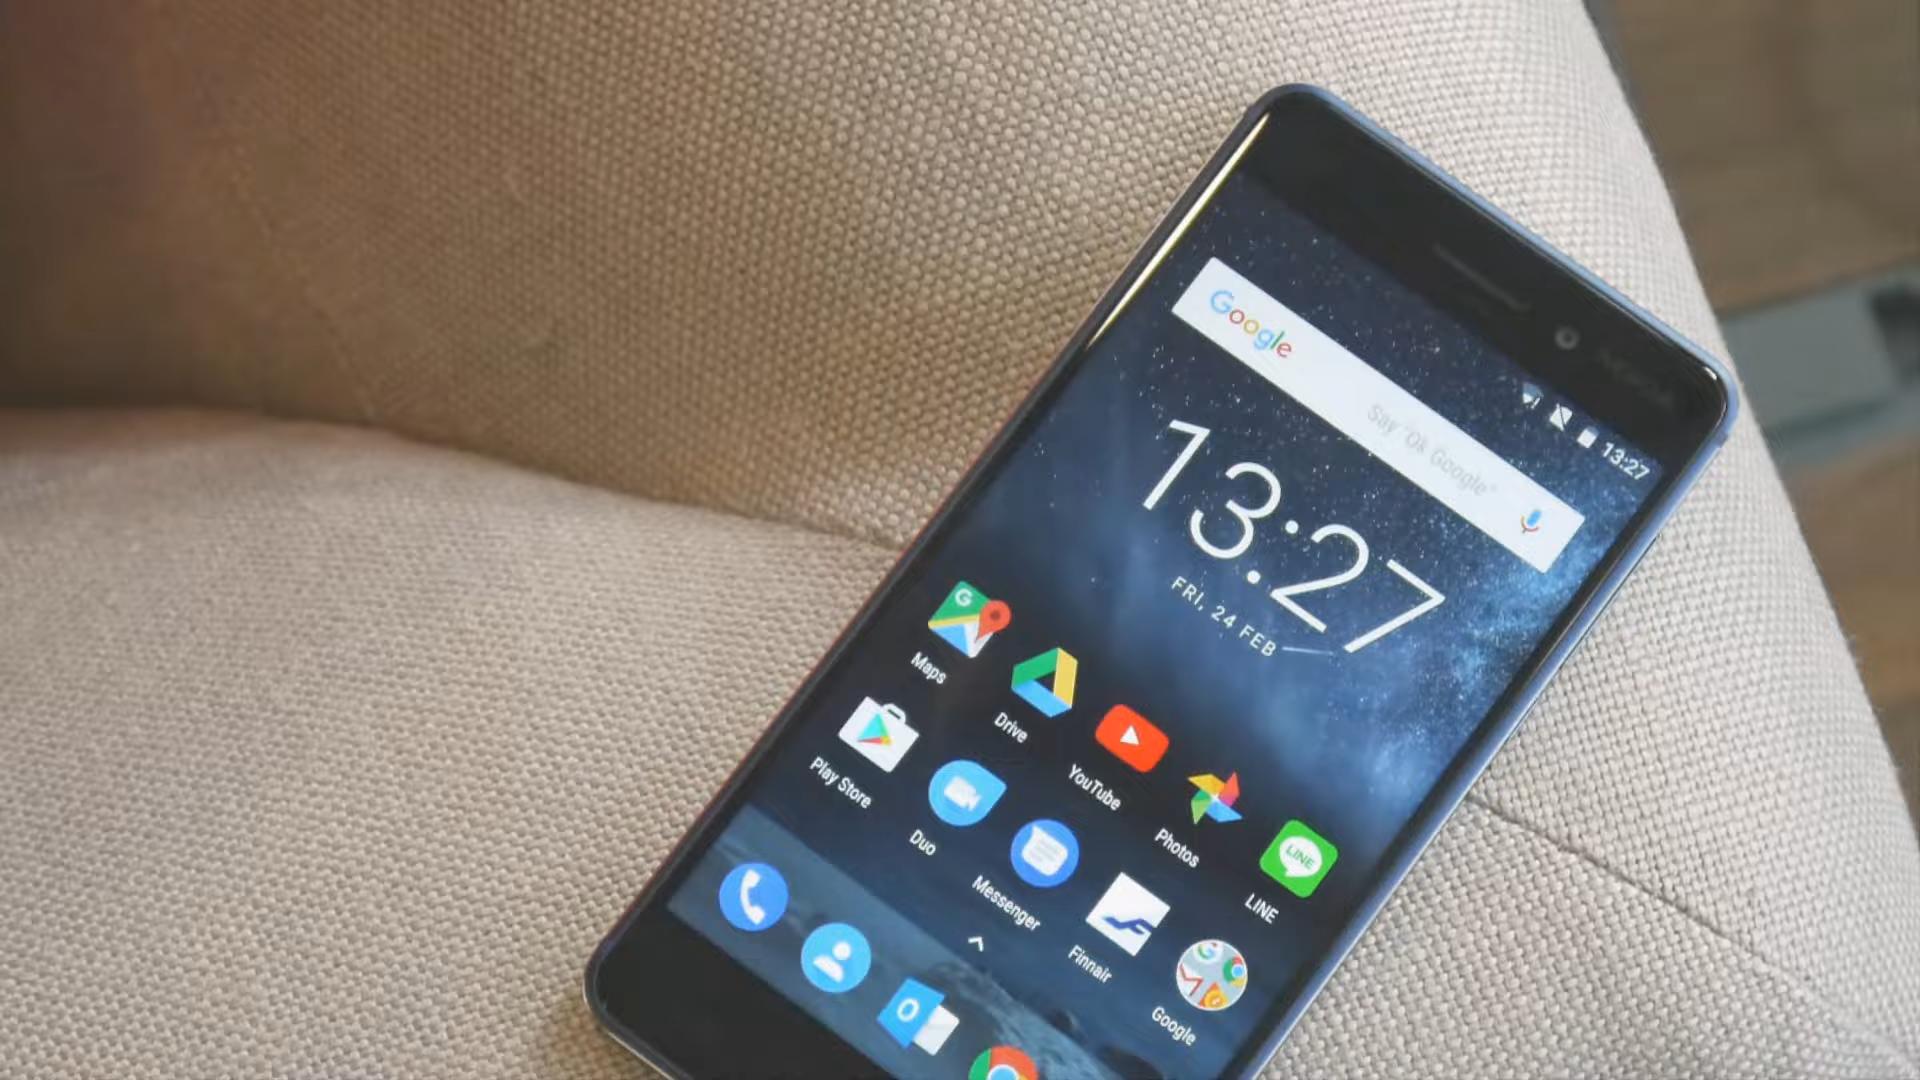 Google
Say "Ok Google"
13:27
13:27
FRI, 24 FEB
G
Maps
Drive
YouTube
Photos
LINE
LINE
Play Store
Duo
Messenger
Finnair
Google